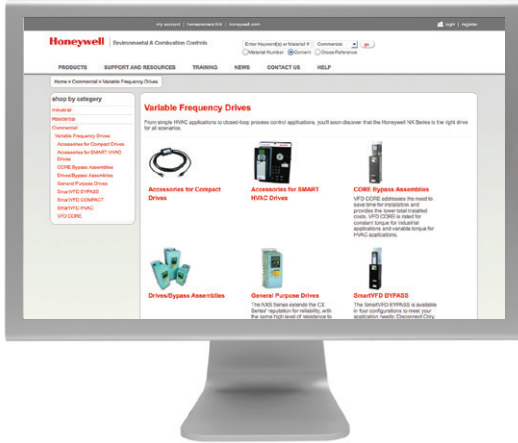 my account | homeowners.h/k | honeywell.com
login | register
Honeywell | Environmental & Combustion Controls
Enter Keyword(s) or Material # Commercial go
Material Number Content Cross Reference
PRODUCTS SUPPORT AND RESOURCES TRAINING NEWS CONTACT US HELP
Home > Commercial > Variable Frequency Drives
shop by category
Industrial
Residential
Commercial
Variable Frequency Drives
Accessories for Compact Drives
Accessories for SMART HVAC
Drives
CORE Bypass Assemblies
Drives/Bypass Assemblies
General Purpose Drives
SmartVFD BYPASS
SmartVFD COMPACT
SmartVFD HVAC
VFD CORE
Variable Frequency Drives
From simple HVAC applications to closed-loop process control applications, you'll soon discover that the Honeywell NX Series is the right drive
for all scenarios.
Accessories for Compact
Drives
Accessories for SMART
HVAC Drives
CORE Bypass Assemblies
VFD CORE addresses the need to
save time for installation and
provides the lower total installed
costs. VFD CORE is rated for
constant torque for industrial
applications and variable torque for
HVAC applications.
Drives/Bypass Assemblies
General Purpose Drives
The NXS Series extends the CX
Series' reputation for reliability, with
the same high level of resistance to
SmartVFD BYPASS
The SmartVFD BYPASS is available
in four configurations to meet your
application needs: Disconnect Only,